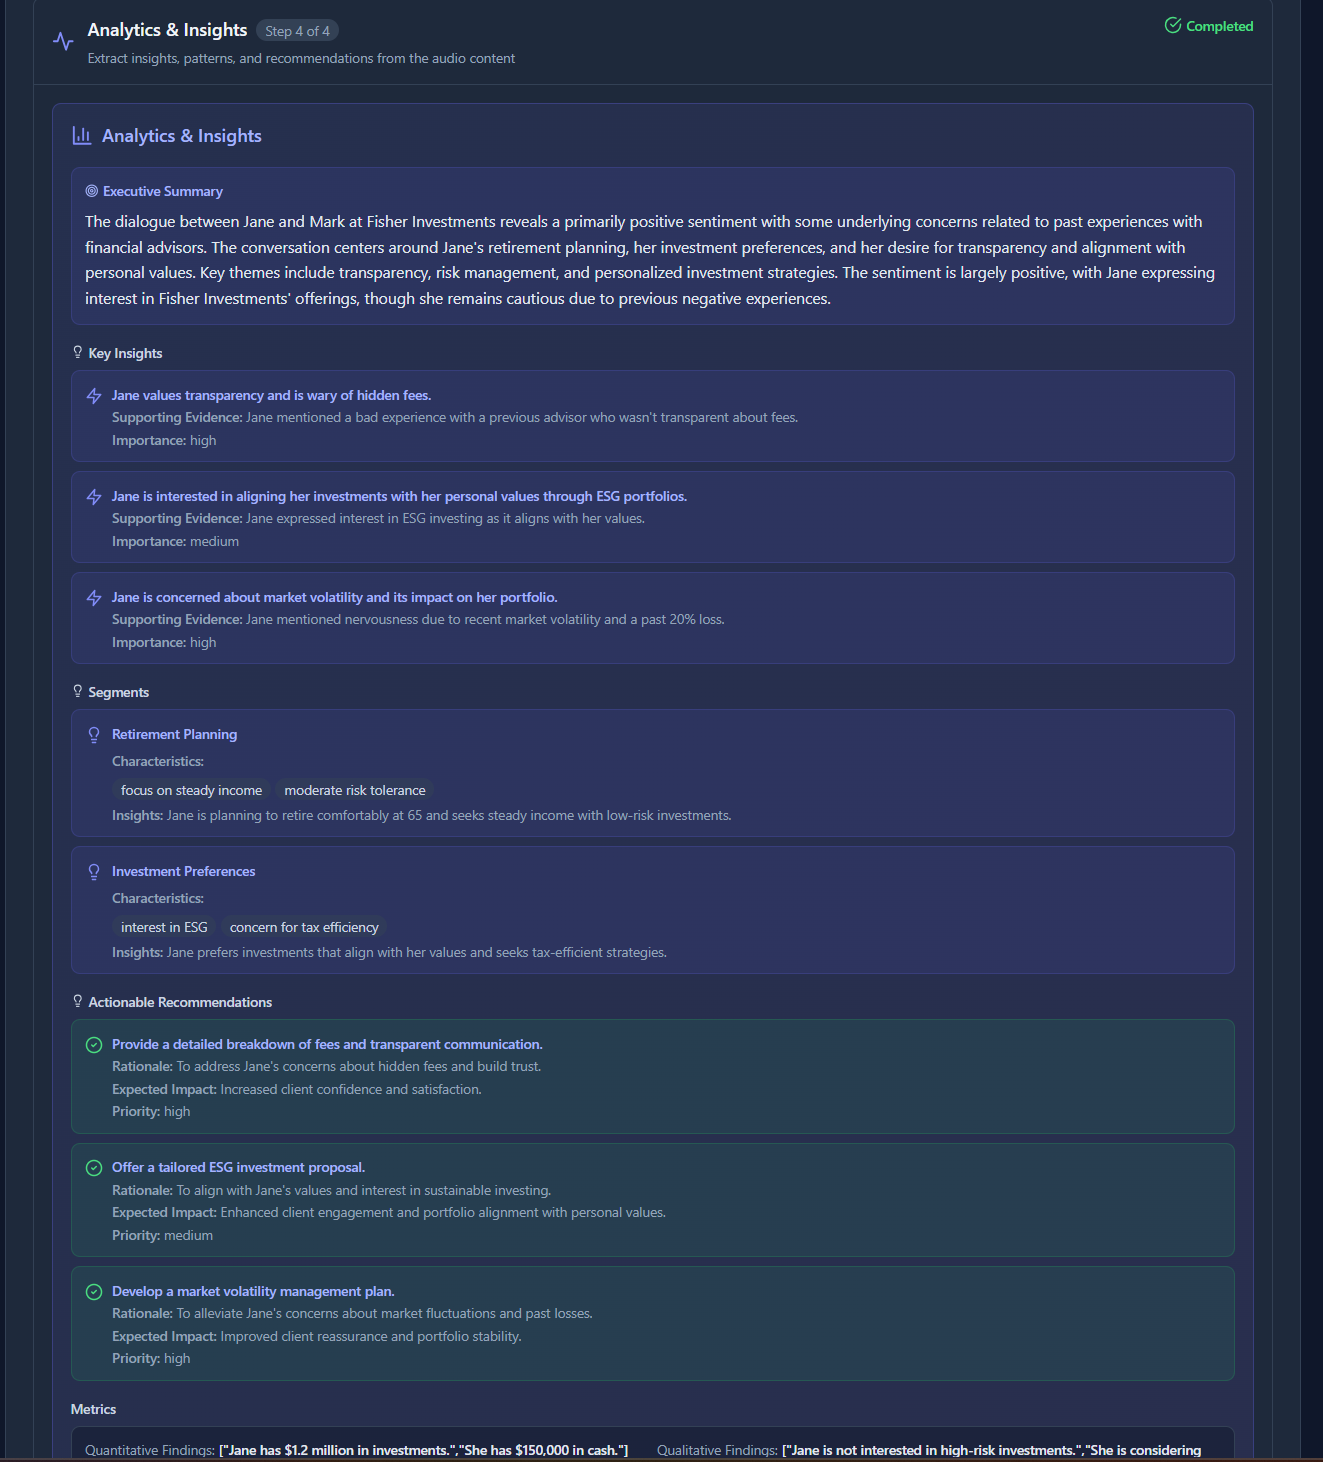 Analytics & Insights Step 4 of 4
Completed
Extract insights, patterns, and recommendations from the audio content
Analytics & Insights
Executive Summary
The dialogue between Jane and Mark at Fisher Investments reveals a primarily positive sentiment with some underlying concerns related to past experiences with
financial advisors. The conversation centers around Jane's retirement planning, her investment preferences, and her desire for transparency and alignment with
personal values. Key themes include transparency, risk management, and personalized investment strategies. The sentiment is largely positive, with Jane expressing
interest in Fisher Investments' offerings, though she remains cautious due to previous negative experiences.
Key Insights
Jane values transparency and is wary of hidden fees.
Supporting Evidence: Jane mentioned a bad experience with a previous advisor who wasn't transparent about fees.
Importance: high
Jane is interested in aligning her investments with her personal values through ESG portfolios.
Supporting Evidence: Jane expressed interest in ESG investing as it aligns with her values.
Importance: medium
Jane is concerned about market volatility and its impact on her portfolio.
Supporting Evidence: Jane mentioned nervousness due to recent market volatility and a past 20% loss.
Importance: high
Segments
Retirement Planning
Characteristics:
focus on steady income moderate risk tolerance
Insights: Jane is planning to retire comfortably at 65 and seeks steady income with low-risk investments.
Investment Preferences
Characteristics:
interest in ESG concern for tax efficiency
Insights: Jane prefers investments that align with her values and seeks tax-efficient strategies.
Actionable Recommendations
Provide a detailed breakdown of fees and transparent communication.
Rationale: To address Jane's concerns about hidden fees and build trust.
Expected Impact: Increased client confidence and satisfaction.
Priority: high
Offer a tailored ESG investment proposal.
Rationale: To align with Jane's values and interest in sustainable investing.
Expected Impact: Enhanced client engagement and portfolio alignment with personal values.
Priority: medium
Develop a market volatility management plan.
Rationale: To alleviate Jane's concerns about market fluctuations and past losses.
Expected Impact: Improved client reassurance and portfolio stability.
Priority: high
Metrics
Quantitative Findings: ["Jane has $1.2 million in investments.","She has $150,000 in cash."]
Qualitative Findings: ["Jane is not interested in high-risk investments.","She is considering